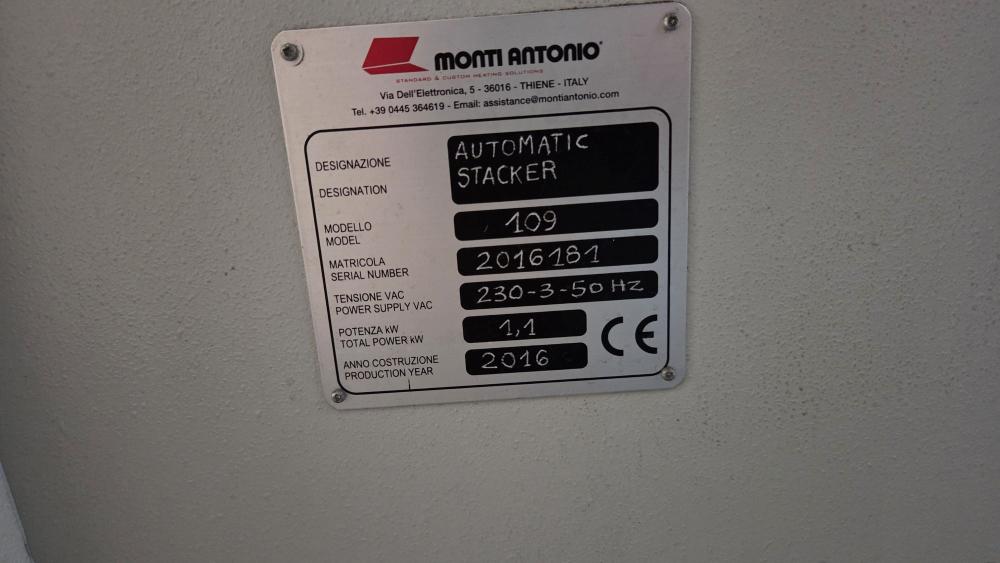 MONTI ANTONIO®
STANDARD & CUSTOM HEATING SOLUTIONS
Via Dell'Elettronica, 5 - 36016 - THIENE - ITALY
Tel. +39 0445 364619 - Email: assistance@montiantonio.com
DESIGNAZIONE
DESIGNATION
AUTOMATIC
STACKER
MODELLO
MODEL
109
MATRICOLA
SERIAL NUMBER
2016181
TENSIONE VAC
POWER SUPPLY VAC
230-3-50 HZ
POTENZA kW
TOTAL POWER kW
1,1
ANNO COSTRUZIONE
PRODUCTION YEAR
2016
CE